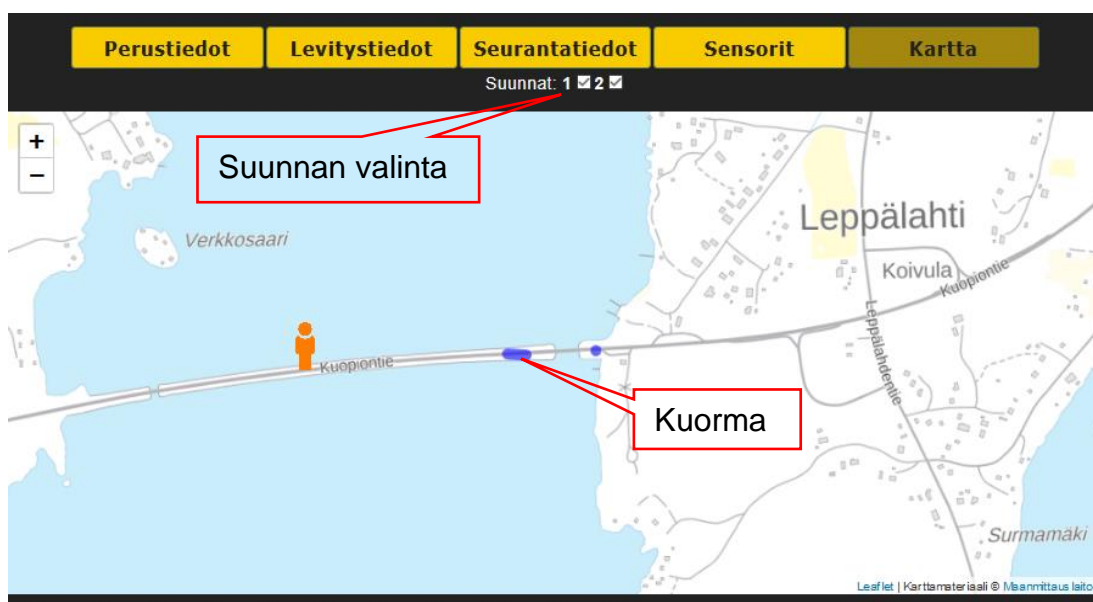 Perustiedot Levitystiedot Seurantatiedot Sensorit Kartta
Suunnat: 1 2
+
−
Suunnan valinta
Verkkosaari
Leppälahti
Koivula
Kuopiontie
Leppälahdentie
Kuopiontie
Kuorma
Surmamäki
Leaflet | Karttamateriaali © Maanmittauslaito